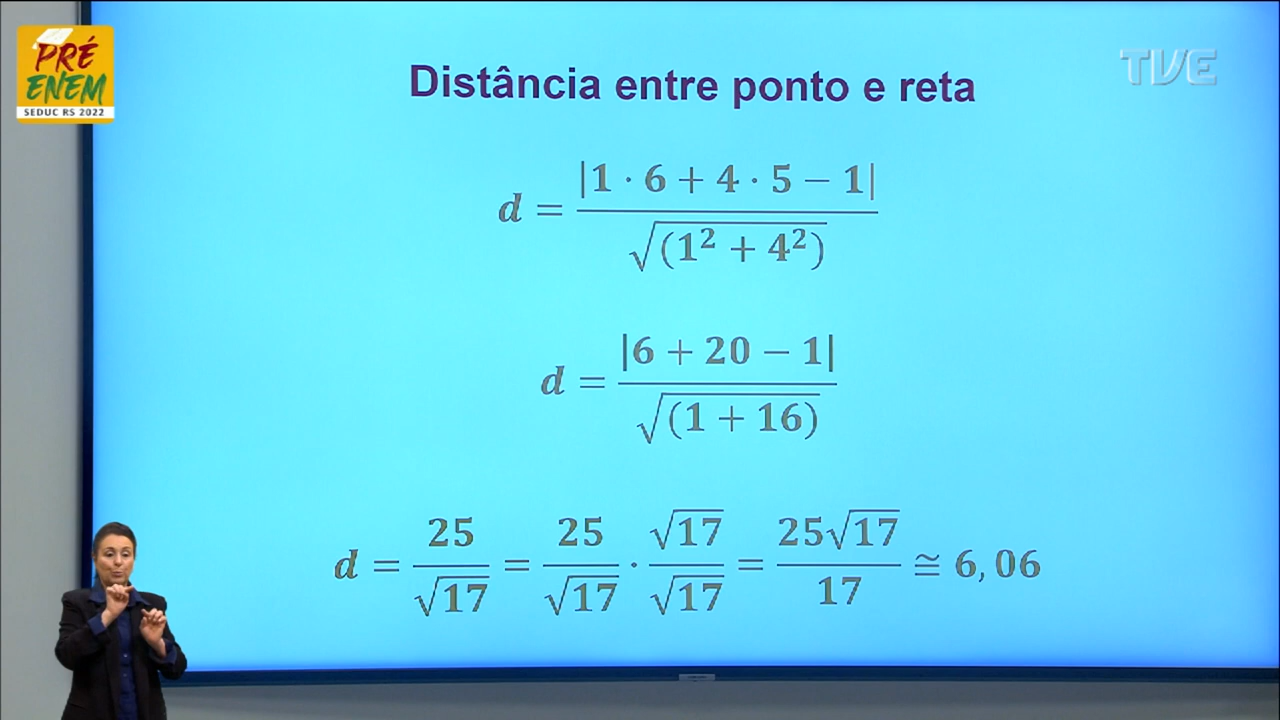 PRÉ
ENEM
SEDUC RS 2022
TVE
Distância entre ponto e reta
d = |1 · 6 + 4 · 5 − 1| / √(1² + 4²)
d = |6 + 20 − 1| / √(1 + 16)
d = 25/√17 = 25/√17 · √17/√17 = 25√17/17 ≅ 6,06